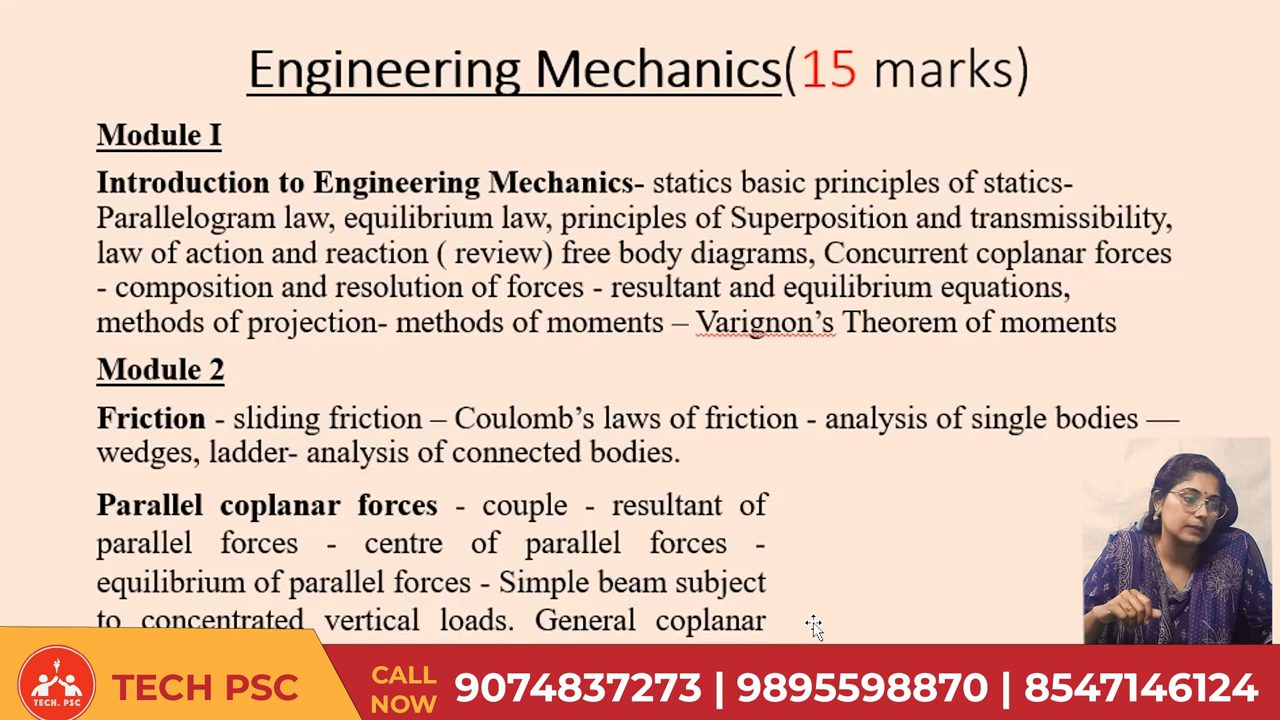 Engineering Mechanics(15 marks)
Module I
Introduction to Engineering Mechanics- statics basic principles of statics-
Parallelogram law, equilibrium law, principles of Superposition and transmissibility,
law of action and reaction ( review) free body diagrams, Concurrent coplanar forces
- composition and resolution of forces - resultant and equilibrium equations,
methods of projection- methods of moments – Varignon’s Theorem of moments
Module 2
Friction - sliding friction – Coulomb’s laws of friction - analysis of single bodies —
wedges, ladder- analysis of connected bodies.
Parallel coplanar forces - couple - resultant of
parallel forces - centre of parallel forces -
equilibrium of parallel forces - Simple beam subject
to concentrated vertical loads. General coplanar
TECH. PSC
TECH PSC
CALL
NOW
9074837273 | 9895598870 | 8547146124